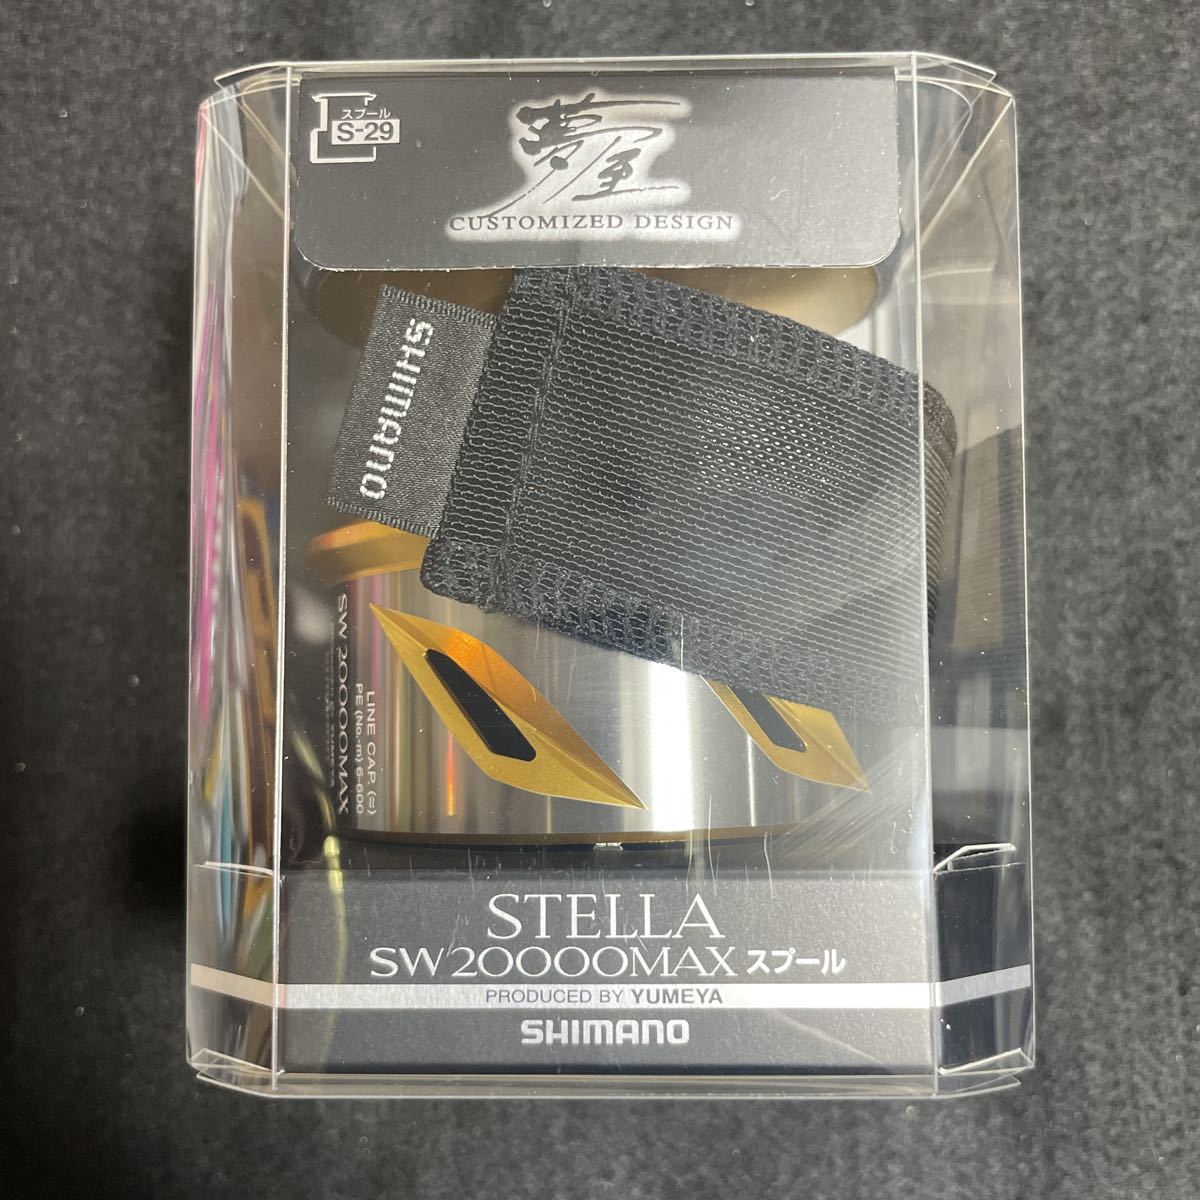 スプール
S-29
夢屋
CUSTOMIZED DESIGN
SHIMANO
SW 20000MAX
LINE CAP. (≈)
PE (No.-m) 6-600
STELLA
SW20000MAX スプール
PRODUCED BY YUMEYA
SHIMANO